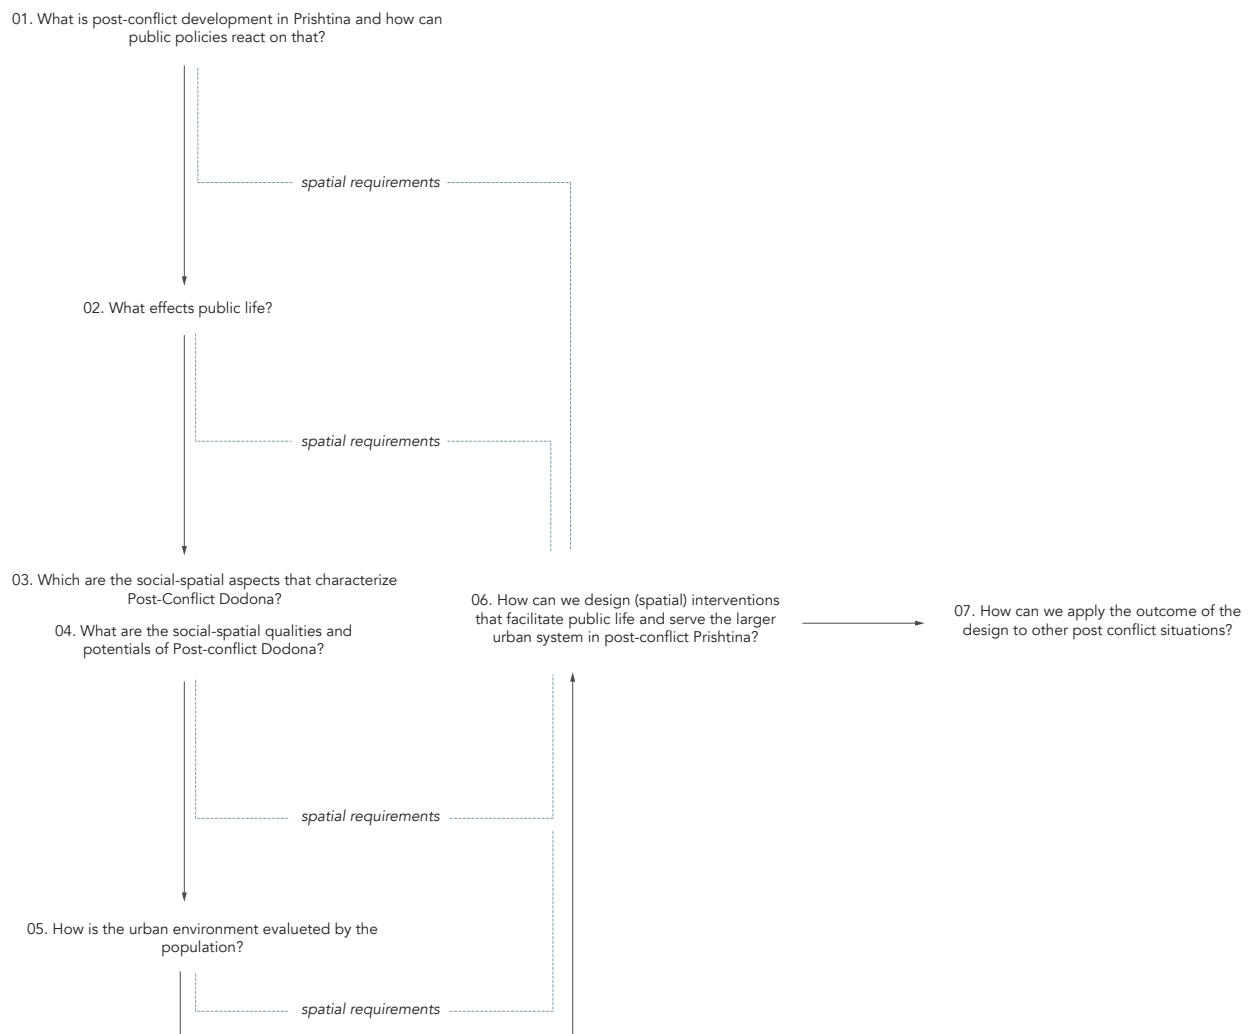 01. What is post-conflict development in Prishtina and how can
public policies react on that?
spatial requirements
02. What effects public life?
spatial requirements
03. Which are the social-spatial aspects that characterize
Post-Conflict Dodona?
04. What are the social-spatial qualities and
potentials of Post-conflict Dodona?
06. How can we design (spatial) interventions
that facilitate public life and serve the larger
urban system in post-conflict Prishtina?
07. How can we apply the outcome of the
design to other post conflict situations?
spatial requirements
05. How is the urban environment evalueted by the
population?
spatial requirements